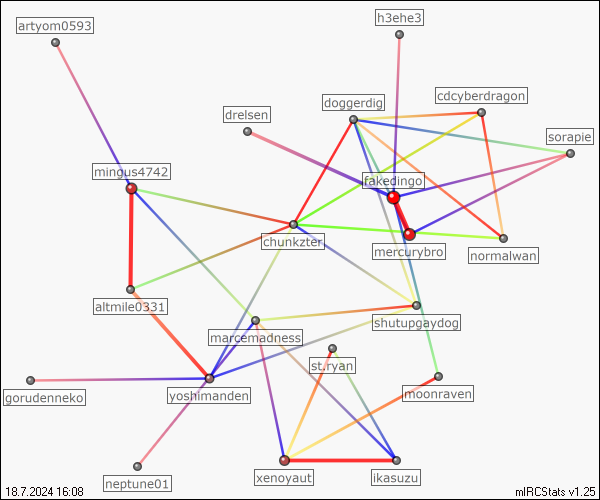 h3ehe3
artyom0593
cdcyberdragon
doggerdig
drelsen
sorapie
mingus4742
fakedingo
chunkzter
mercurybro
normalwan
altmile0331
shutupgaydog
marcemadness
st.ryan
yoshimanden
moonraven
gorudenneko
neptune01
xenoyaut
ikasuzu
18.7.2024 16:08
mIRCStats v1.25